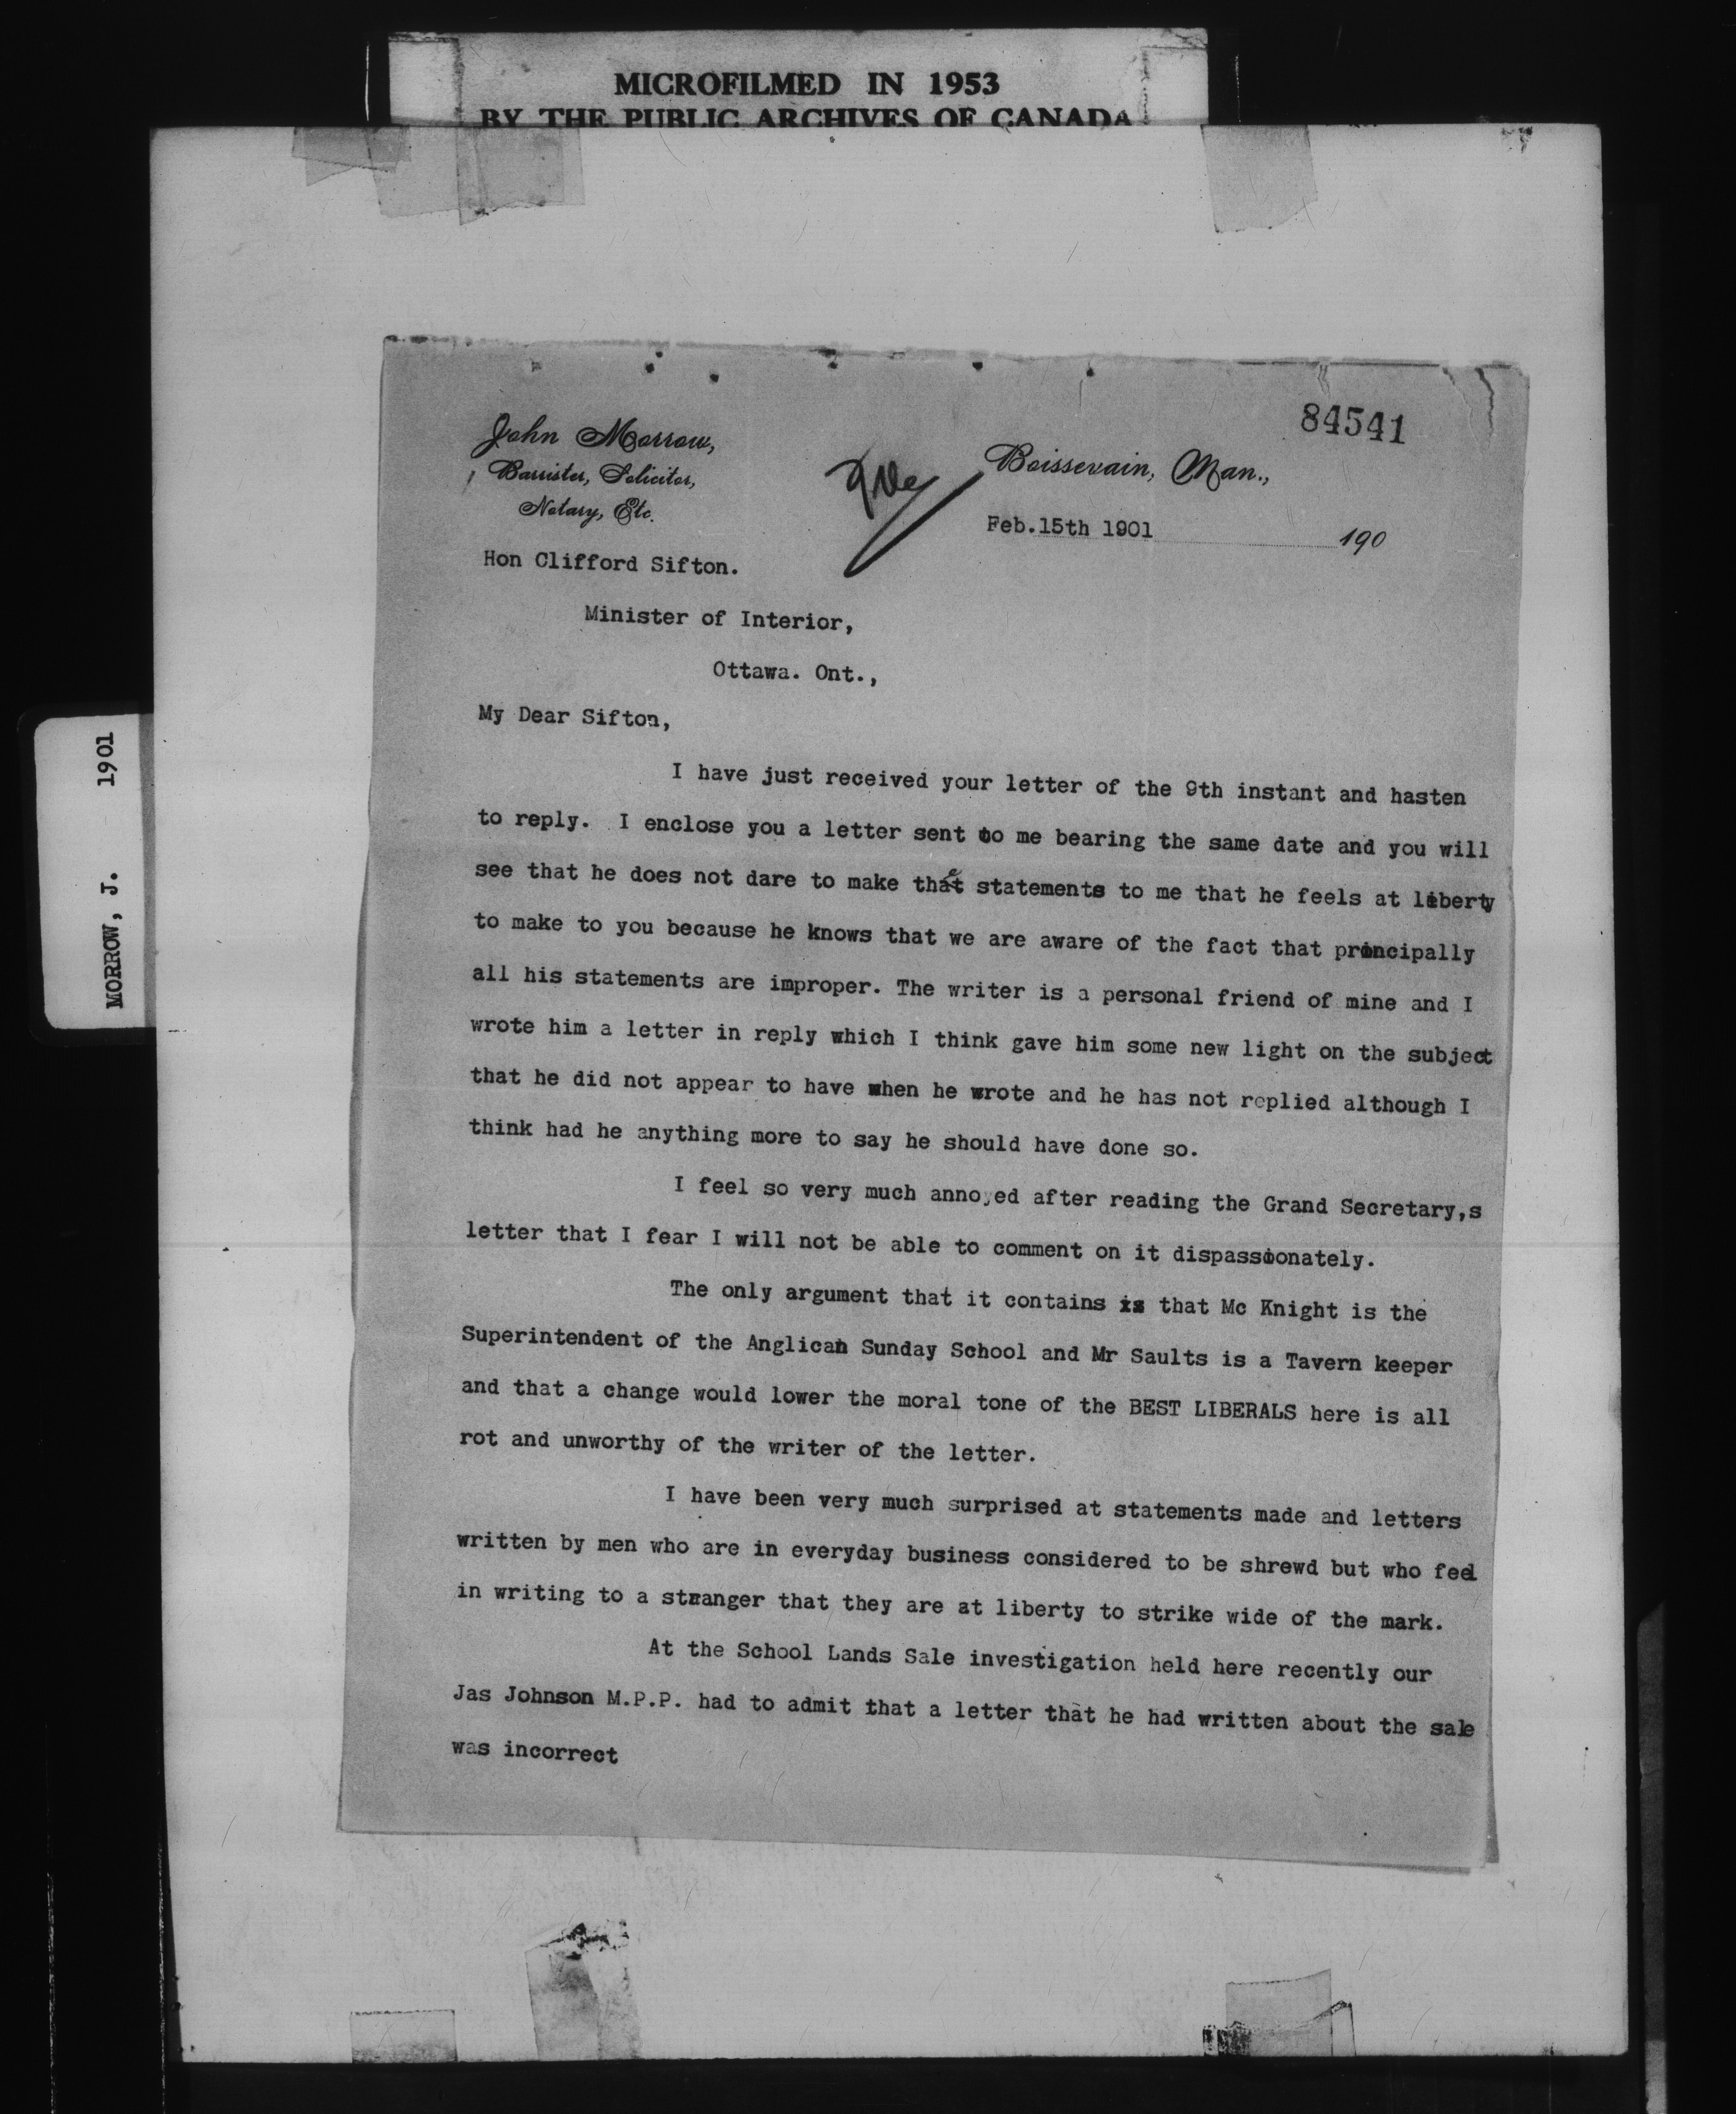 MICROFILMED IN 1953
BY THE PUBLIC ARCHIVES OF CANADA
MORROW, J. 1901
84541
John Morrow,
Barrister, Solicitor,
Notary, Etc.
Boissevain, Man.,
Feb.15th 1901 190
Hon Clifford Sifton.
Minister of Interior,
Ottawa. Ont.,
My Dear Sifton,
I have just received your letter of the 9th instant and hasten
to reply. I enclose you a letter sent to me bearing the same date and you will
see that he does not dare to make the statements to me that he feels at liberty
to make to you because he knows that we are aware of the fact that principally
all his statements are improper. The writer is a personal friend of mine and I
wrote him a letter in reply which I think gave him some new light on the subject
that he did not appear to have when he wrote and he has not replied although I
think had he anything more to say he should have done so.
I feel so very much annoyed after reading the Grand Secretary,s
letter that I fear I will not be able to comment on it dispassionately.
The only argument that it contains is that Mc Knight is the
Superintendent of the Anglican Sunday School and Mr Saults is a Tavern keeper
and that a change would lower the moral tone of the BEST LIBERALS here is all
rot and unworthy of the writer of the letter.
I have been very much surprised at statements made and letters
written by men who are in everyday business considered to be shrewd but who feel
in writing to a stranger that they are at liberty to strike wide of the mark.
At the School Lands Sale investigation held here recently our
Jas Johnson M.P.P. had to admit that a letter that he had written about the sale
was incorrect